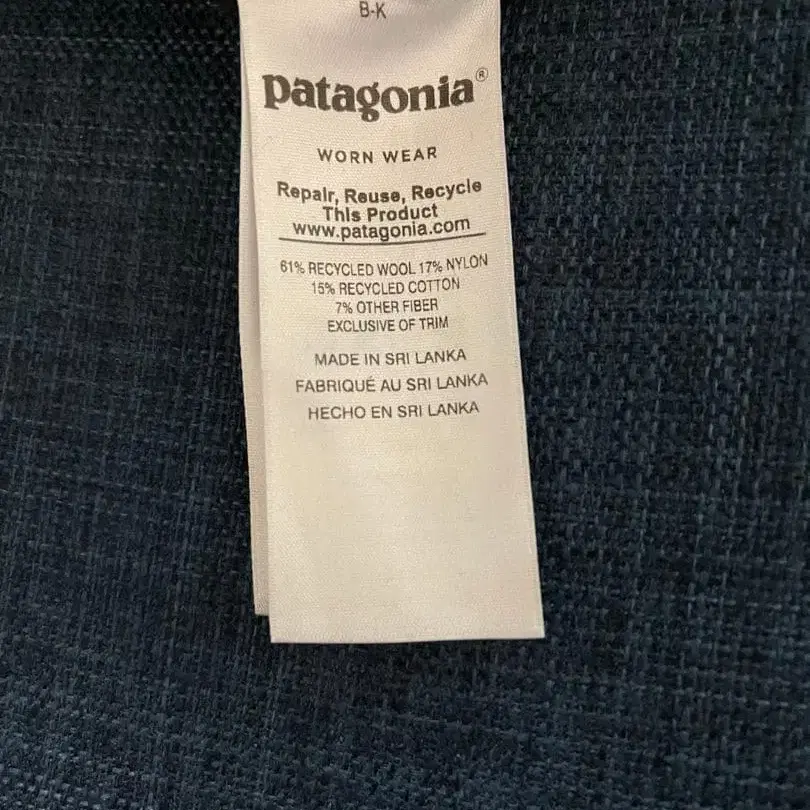 B-K
patagonia®
WORN WEAR
Repair, Reuse, Recycle
This Product
www.patagonia.com
61% RECYCLED WOOL 17% NYLON
15% RECYCLED COTTON
7% OTHER FIBER
EXCLUSIVE OF TRIM
MADE IN SRI LANKA
FABRIQUÉ AU SRI LANKA
HECHO EN SRI LANKA